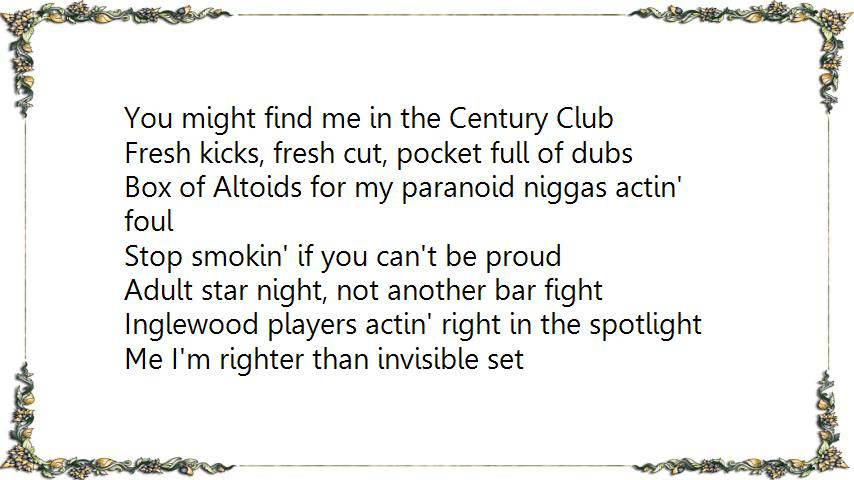 You might find me in the Century Club
Fresh kicks, fresh cut, pocket full of dubs
Box of Altoids for my paranoid niggas actin'
foul
Stop smokin' if you can't be proud
Adult star night, not another bar fight
Inglewood players actin' right in the spotlight
Me I'm righter than invisible set